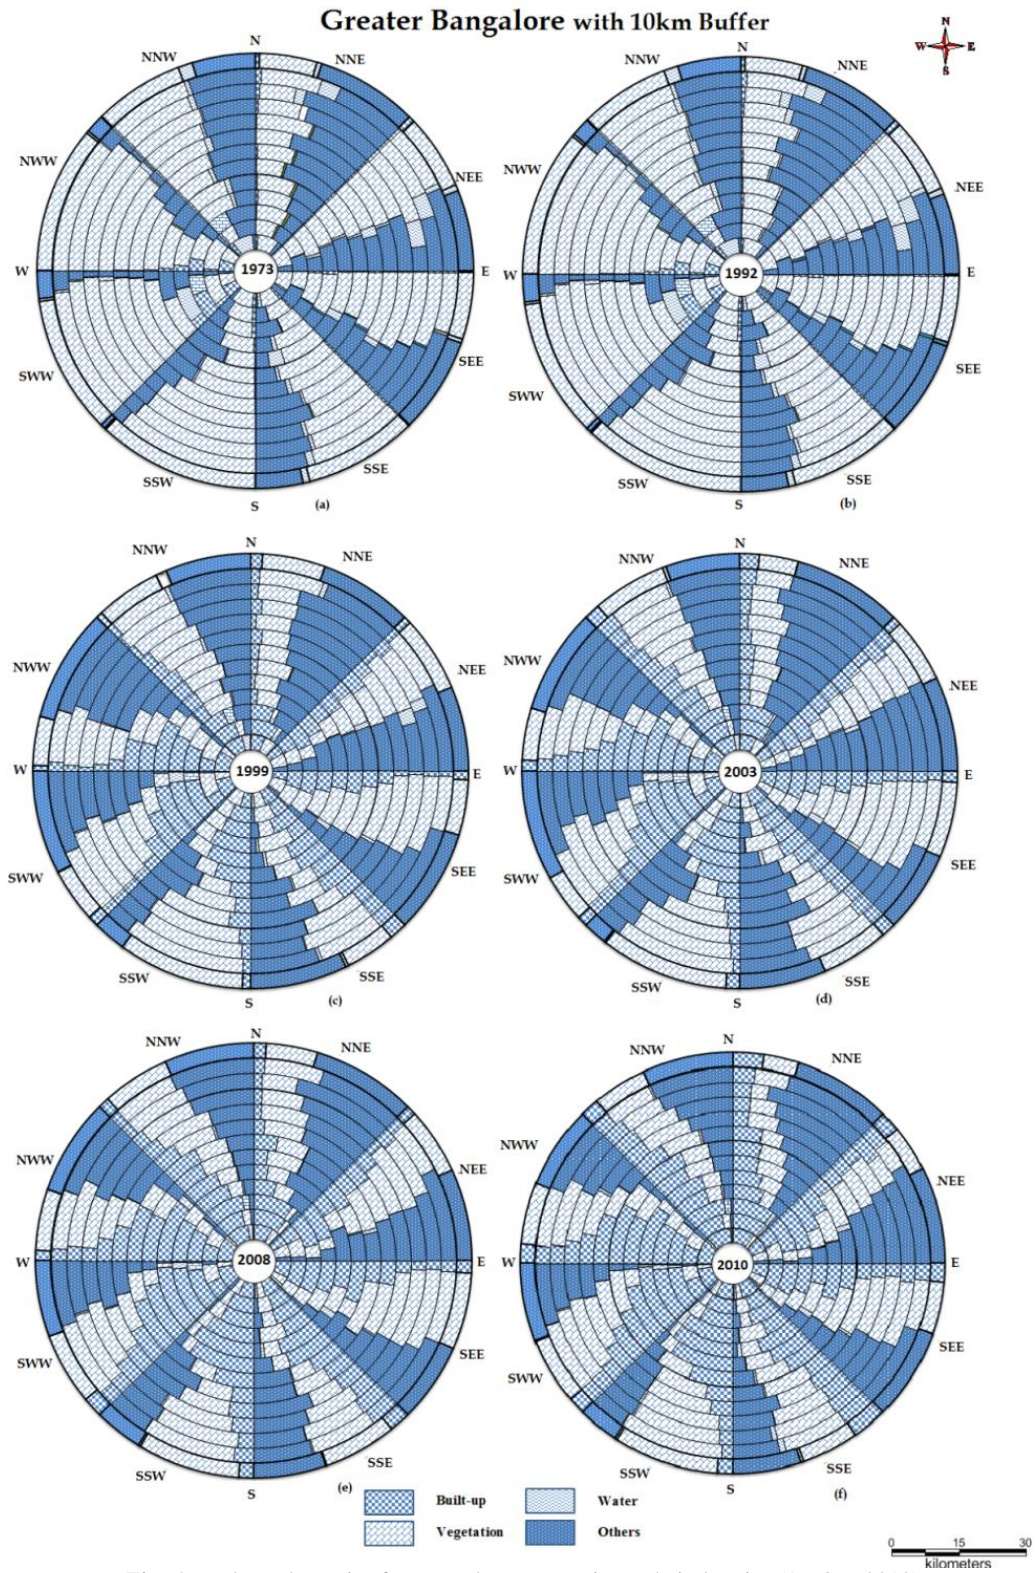 Greater Bangalore with 10km Buffer
N
W E
S
N
NNW NNE
NWW NEE
W 1973 E
SWW SEE
SSW SSE
S (a)
N
NNW NNE
NWW NEE
W 1992 E
SWW SEE
SSW SSE
S (b)
N
NNW NNE
NWW NEE
W 1999 E
SWW SEE
SSW SSE
S (c)
N
NNW NNE
NWW NEE
W 2003 E
SWW SEE
SSW SSE
S (d)
N
NNW NNE
NWW NEE
W 2008 E
SWW SEE
SSW SSE
S (e)
N
NNW NNE
NWW NEE
W 2010 E
SWW SEE
SSW SSE
S (f)
Built-up Water
Vegetation Others
0 15 30
kilometers